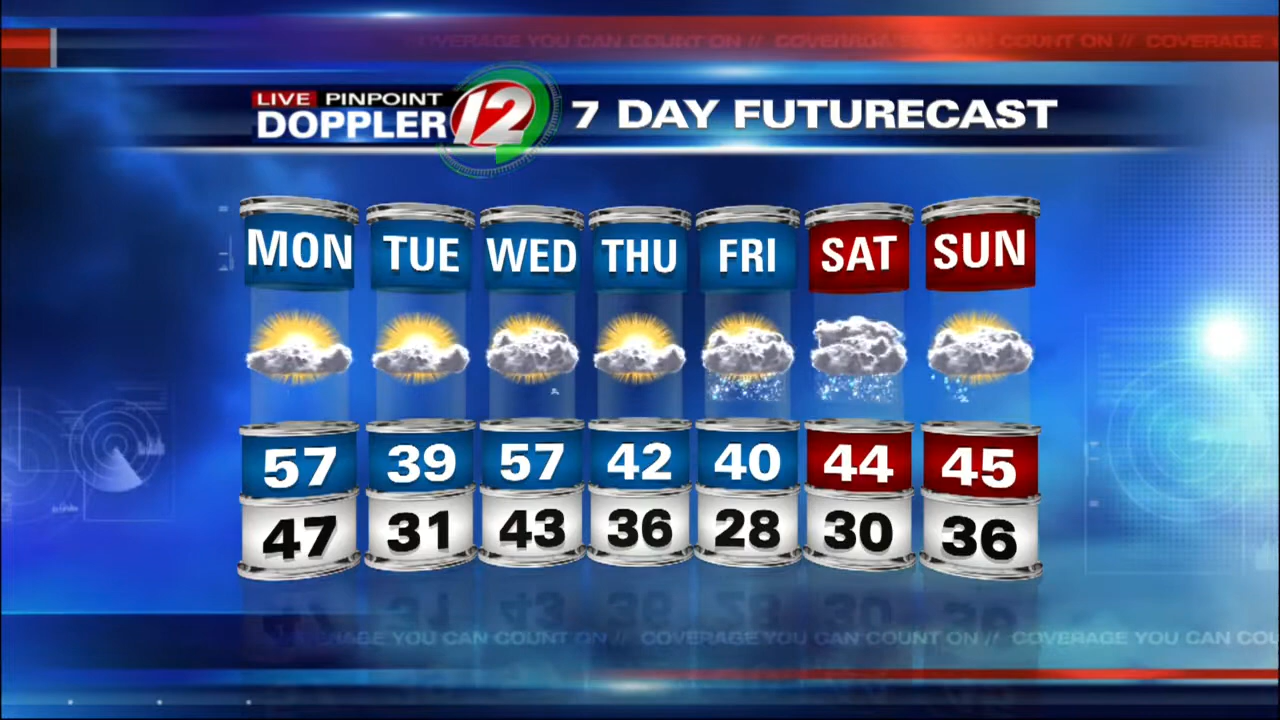 COVERAGE YOU CAN COUNT ON // COVERAGE YOU CAN COUNT ON // COVERAGE
LIVE PINPOINT
DOPPLER 12
7 DAY FUTURECAST
MON TUE WED THU FRI SAT SUN
57 39 57 42 40 44 45
47 31 43 36 28 30 36
COVERAGE YOU CAN COUNT ON // COVERAGE YOU CAN COUNT ON // COVERAGE YOU CAN COU